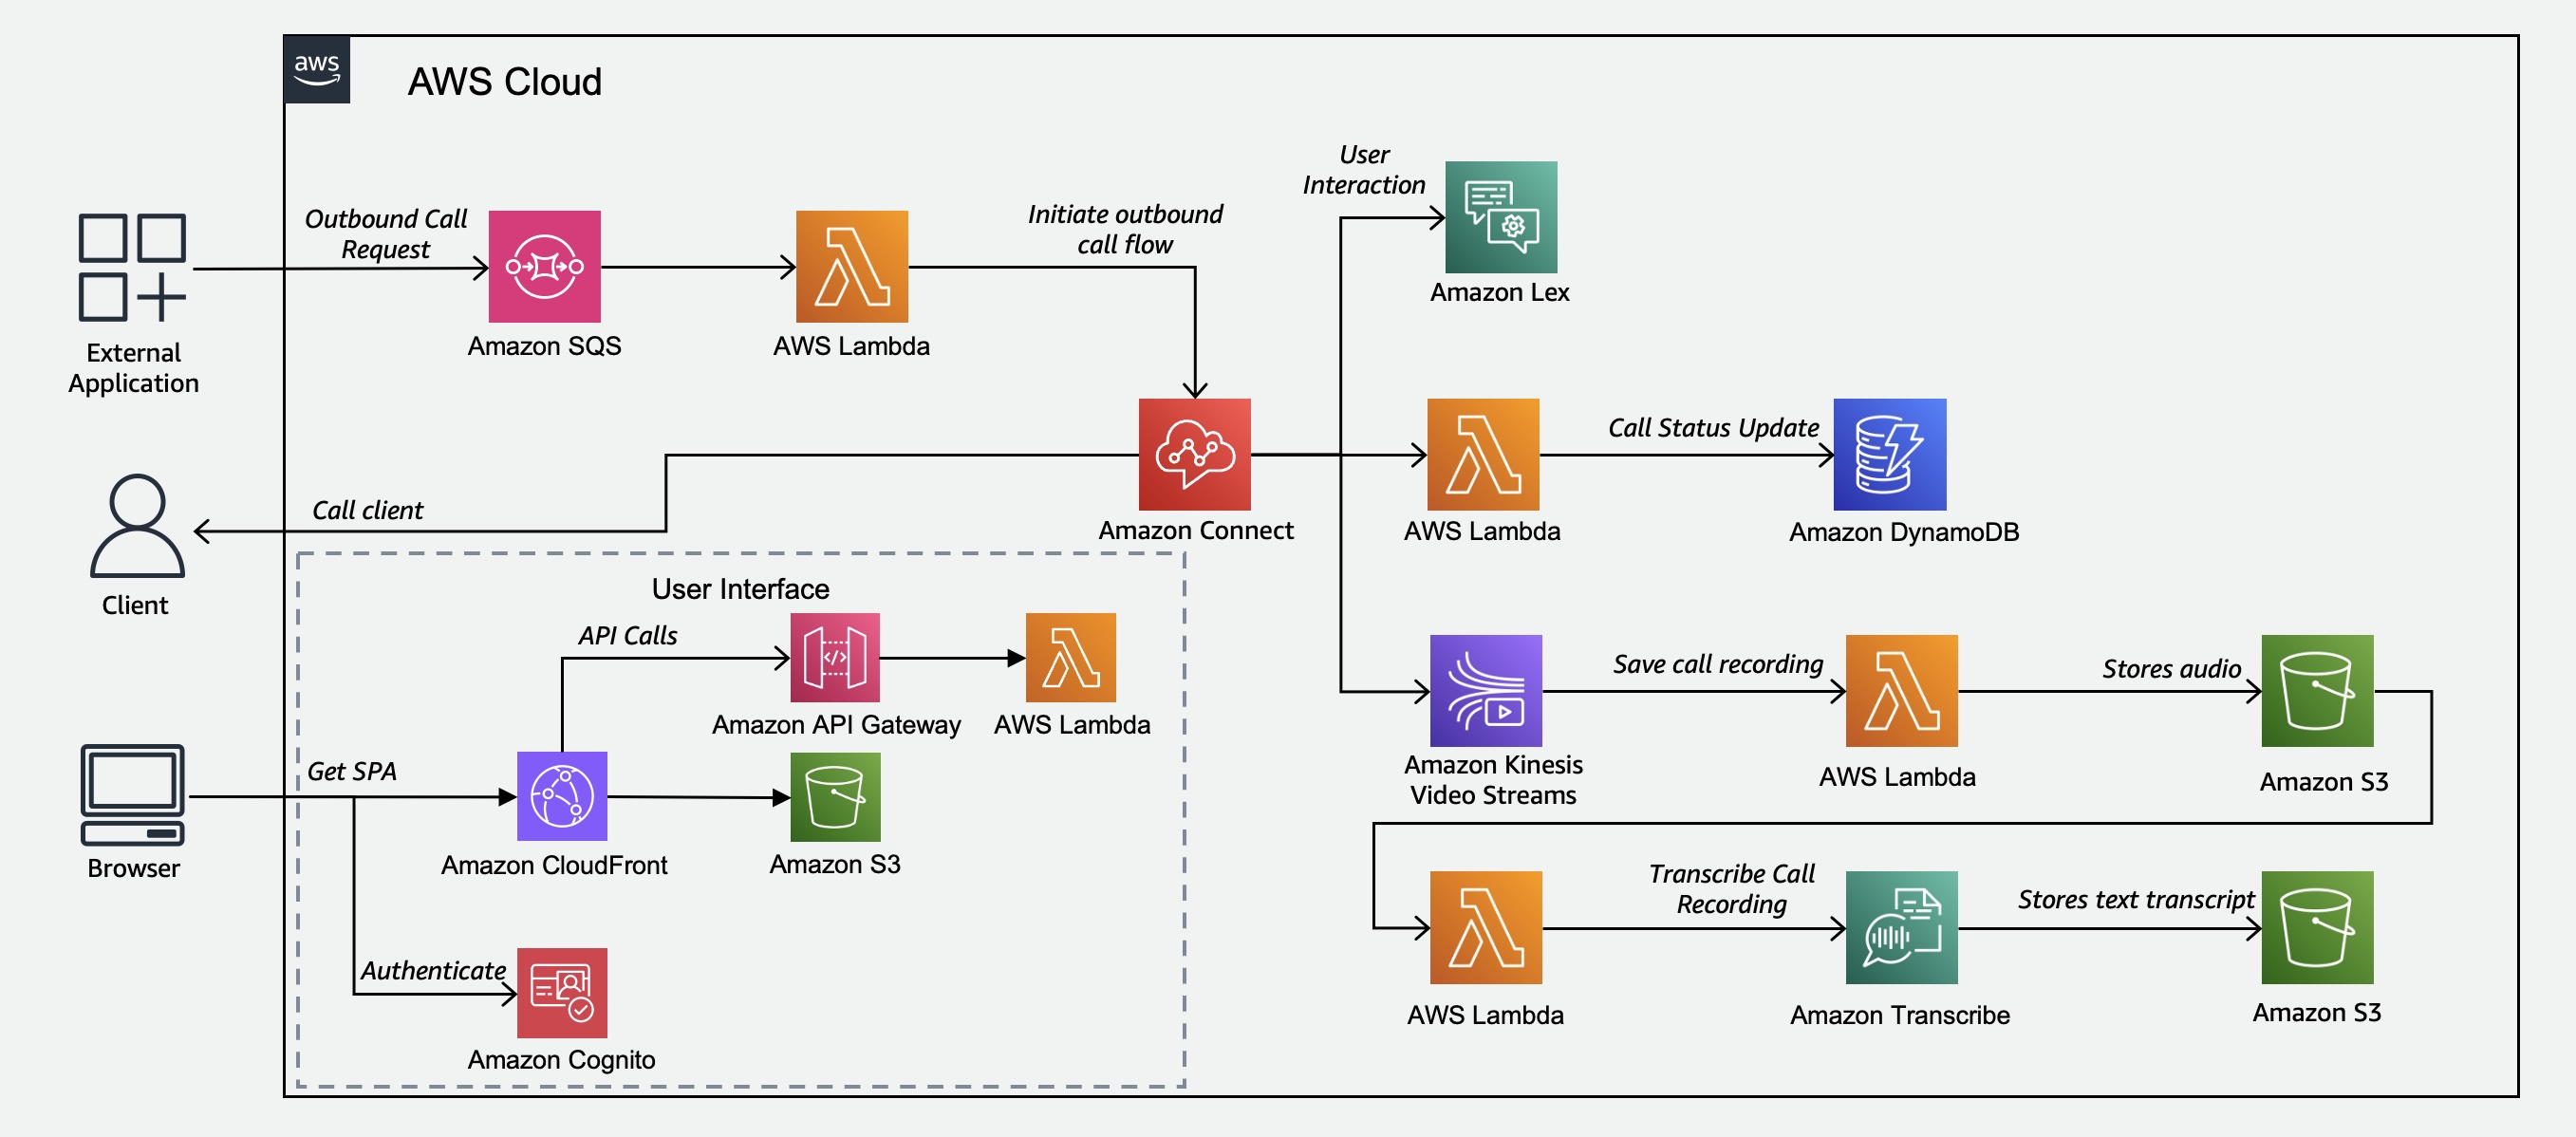 aws
AWS Cloud
User
Interaction
Amazon Lex
Outbound Call
Request
Initiate outbound
call flow
External
Application
Amazon SQS
AWS Lambda
Call client
Client
Amazon Connect
AWS Lambda
Call Status Update
Amazon DynamoDB
User Interface
API Calls
Amazon API Gateway
AWS Lambda
Get SPA
Browser
Amazon CloudFront
Amazon S3
Authenticate
Amazon Cognito
Save call recording
Stores audio
Amazon Kinesis
Video Streams
AWS Lambda
Amazon S3
Transcribe Call
Recording
Stores text transcript
AWS Lambda
Amazon Transcribe
Amazon S3